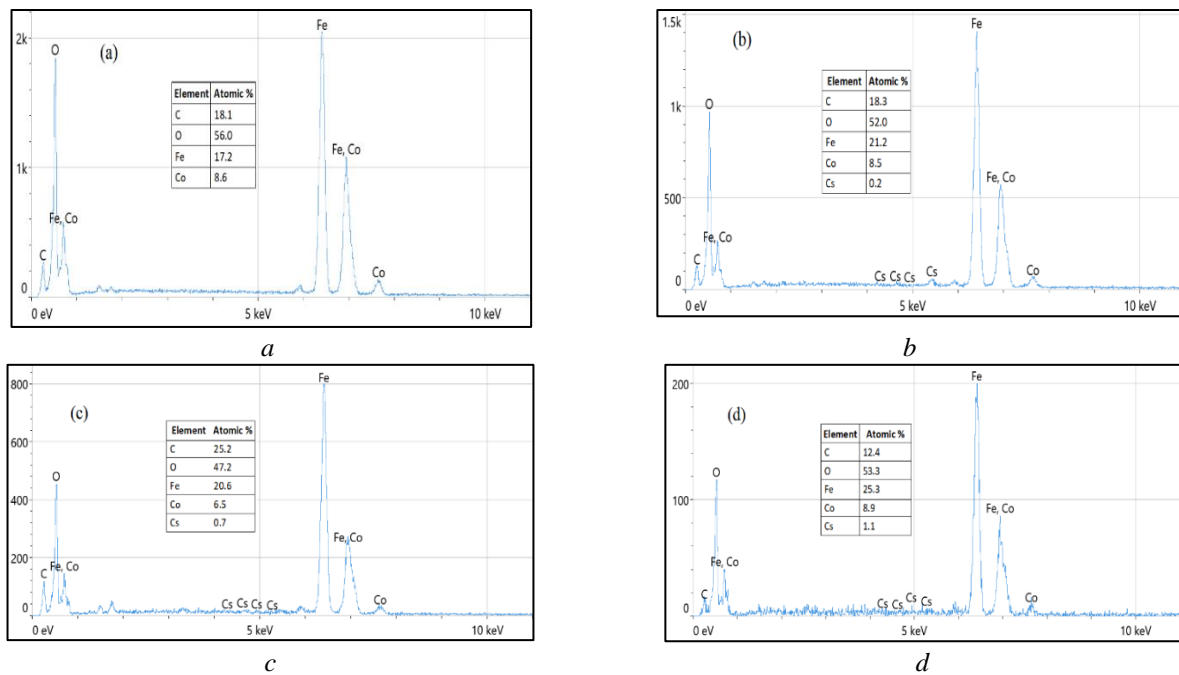 2k
1k
0
0 eV
5 keV
10 keV
(a)
O
C
Fe, Co
Fe
Fe, Co
Co
Element Atomic %
C 18.1
O 56.0
Fe 17.2
Co 8.6
a
1.5k
1k
500
0
0 eV
5 keV
10 keV
(b)
O
C
Fe, Co
Cs Cs Cs Cs
Fe
Fe, Co
Co
Element Atomic %
C 18.3
O 52.0
Fe 21.2
Co 8.5
Cs 0.2
b
800
600
400
200
0
0 eV
5 keV
10 keV
(c)
O
C
Fe, Co
Cs Cs Cs Cs
Fe
Fe, Co
Co
Element Atomic %
C 25.2
O 47.2
Fe 20.6
Co 6.5
Cs 0.7
c
200
100
0
0 eV
5 keV
10 keV
(d)
O
C
Fe, Co
Cs Cs Cs Cs
Fe
Fe, Co
Co
Element Atomic %
C 12.4
O 53.3
Fe 25.3
Co 8.9
Cs 1.1
d